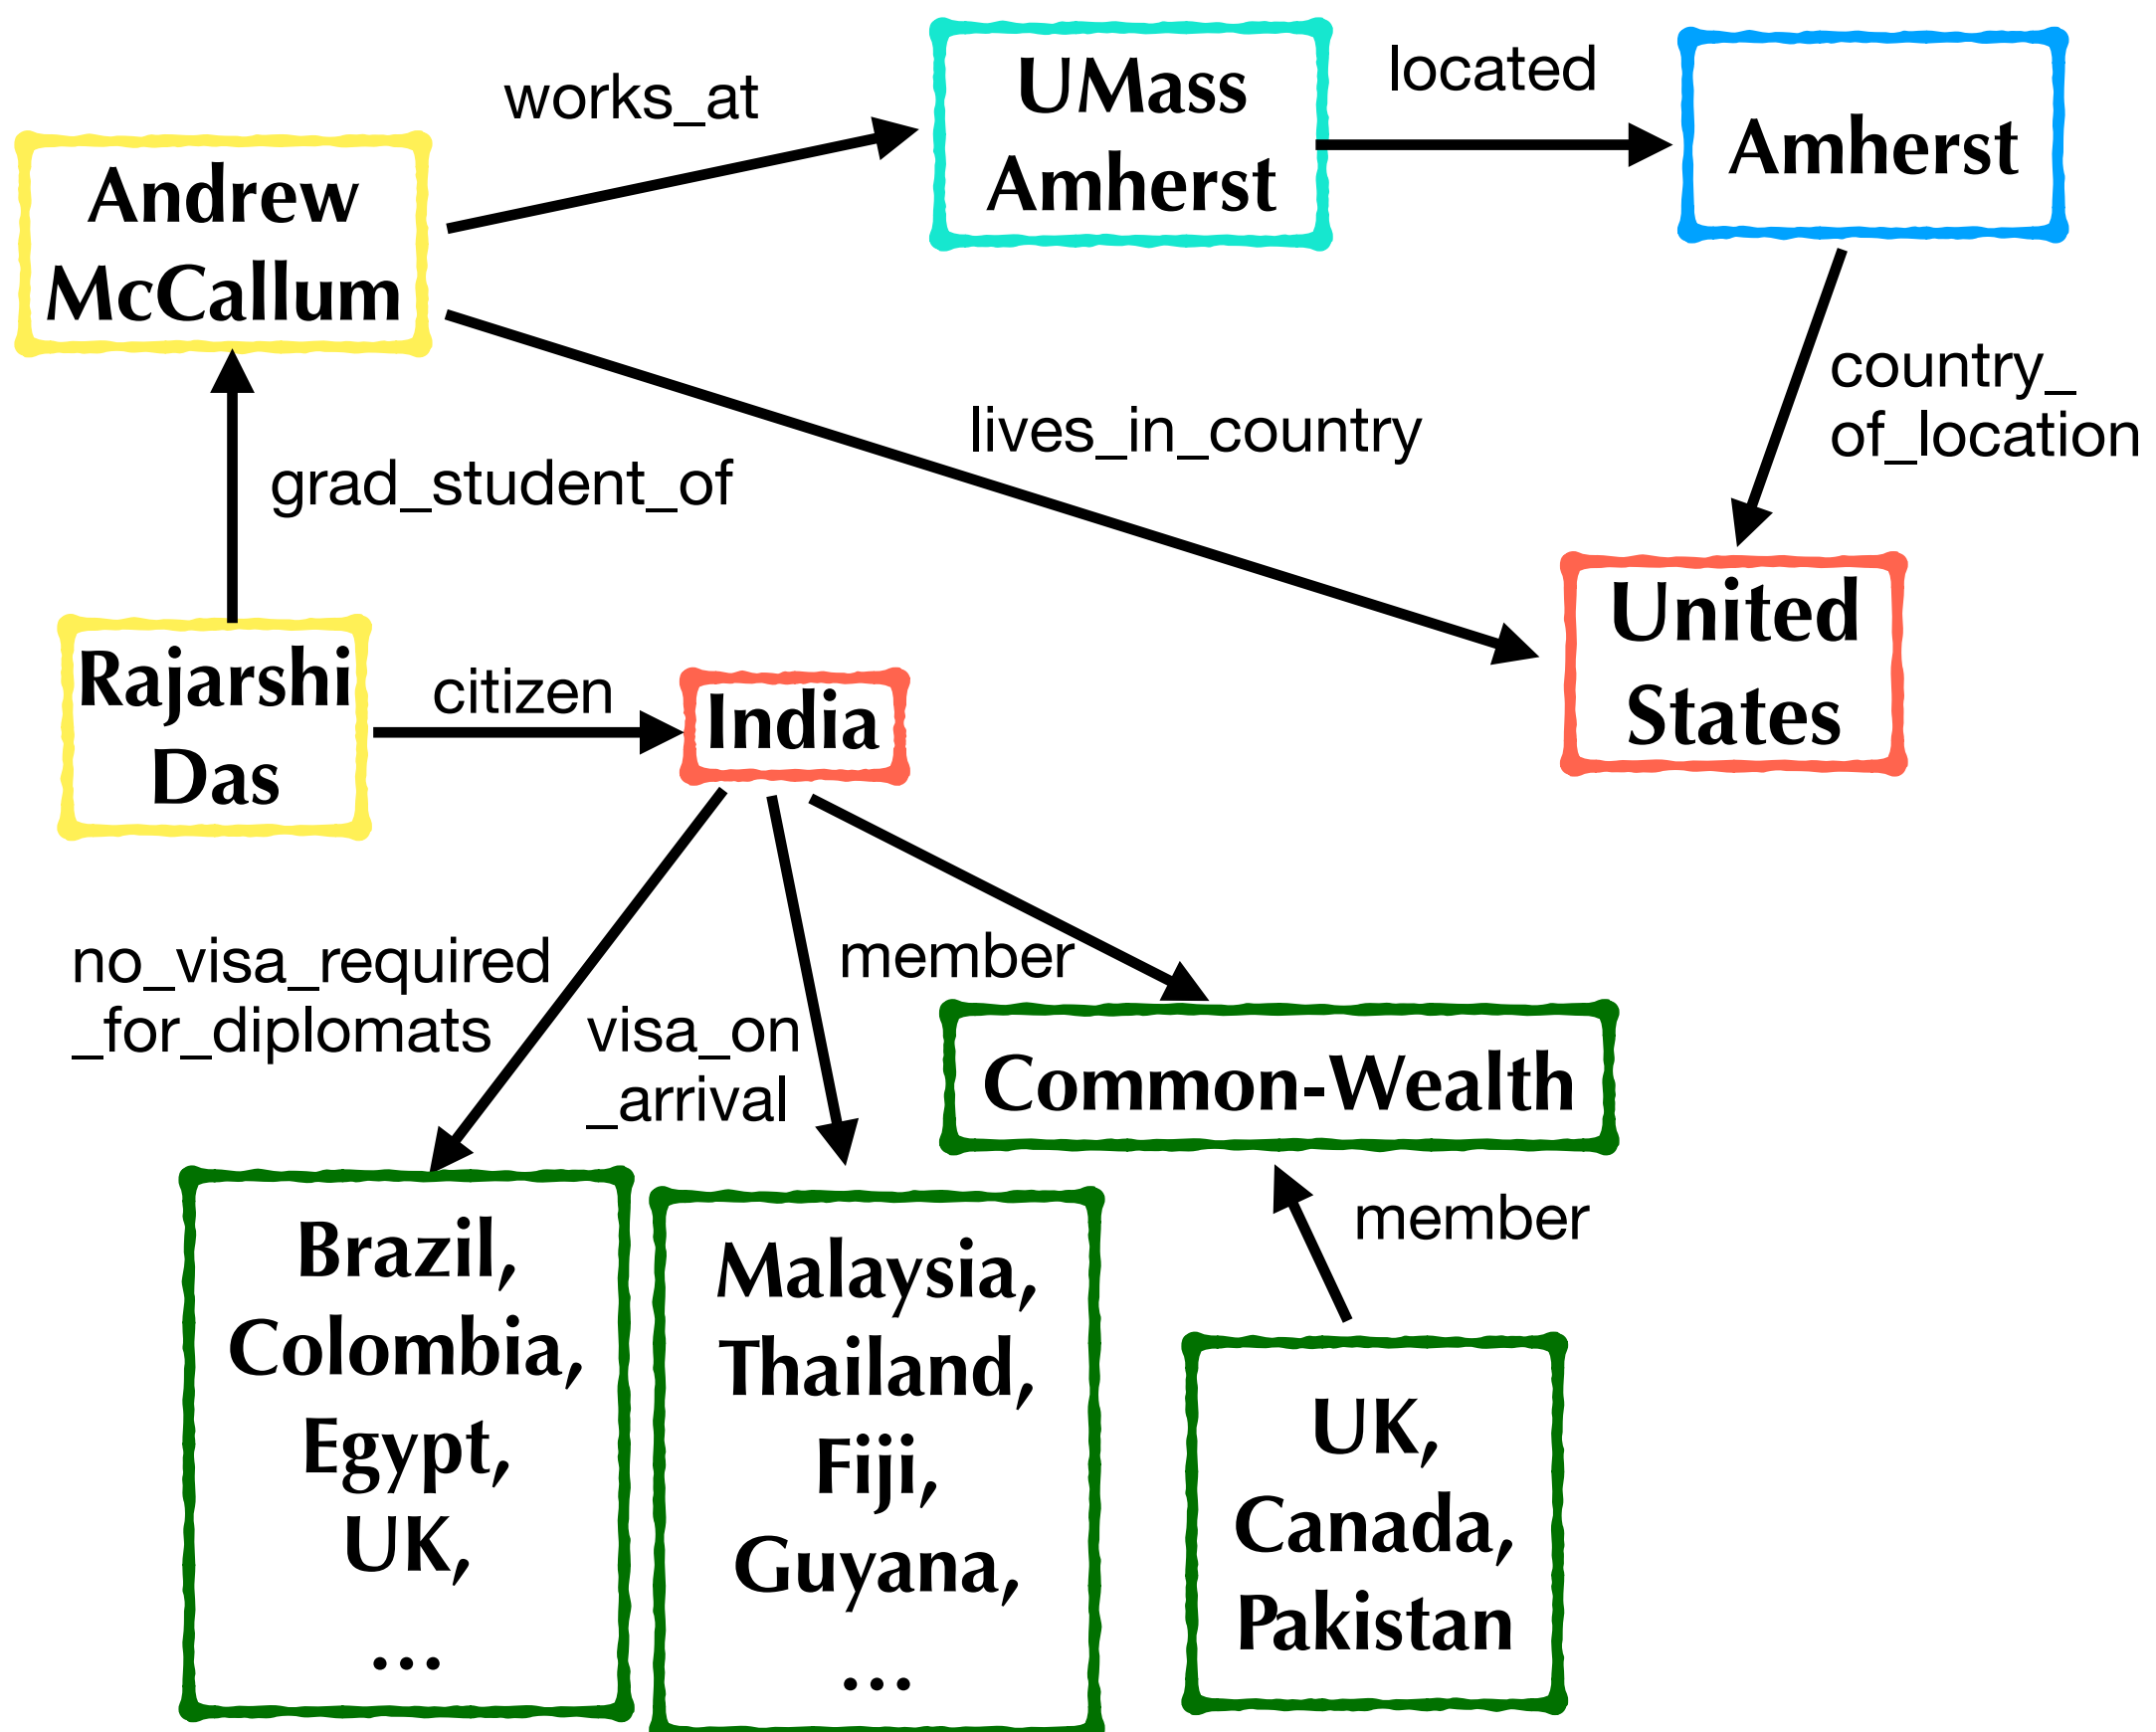 works_at
UMass
Amherst
located
Amherst
Andrew
McCallum
country_
of_location
lives_in_country
grad_student_of
United
States
Rajarshi
Das
citizen
India
no_visa_required
_for_diplomats
visa_on
_arrival
member
Common-Wealth
member
Brazil,
Colombia,
Egypt,
UK,
...
Malaysia,
Thailand,
Fiji,
Guyana,
...
UK,
Canada,
Pakistan